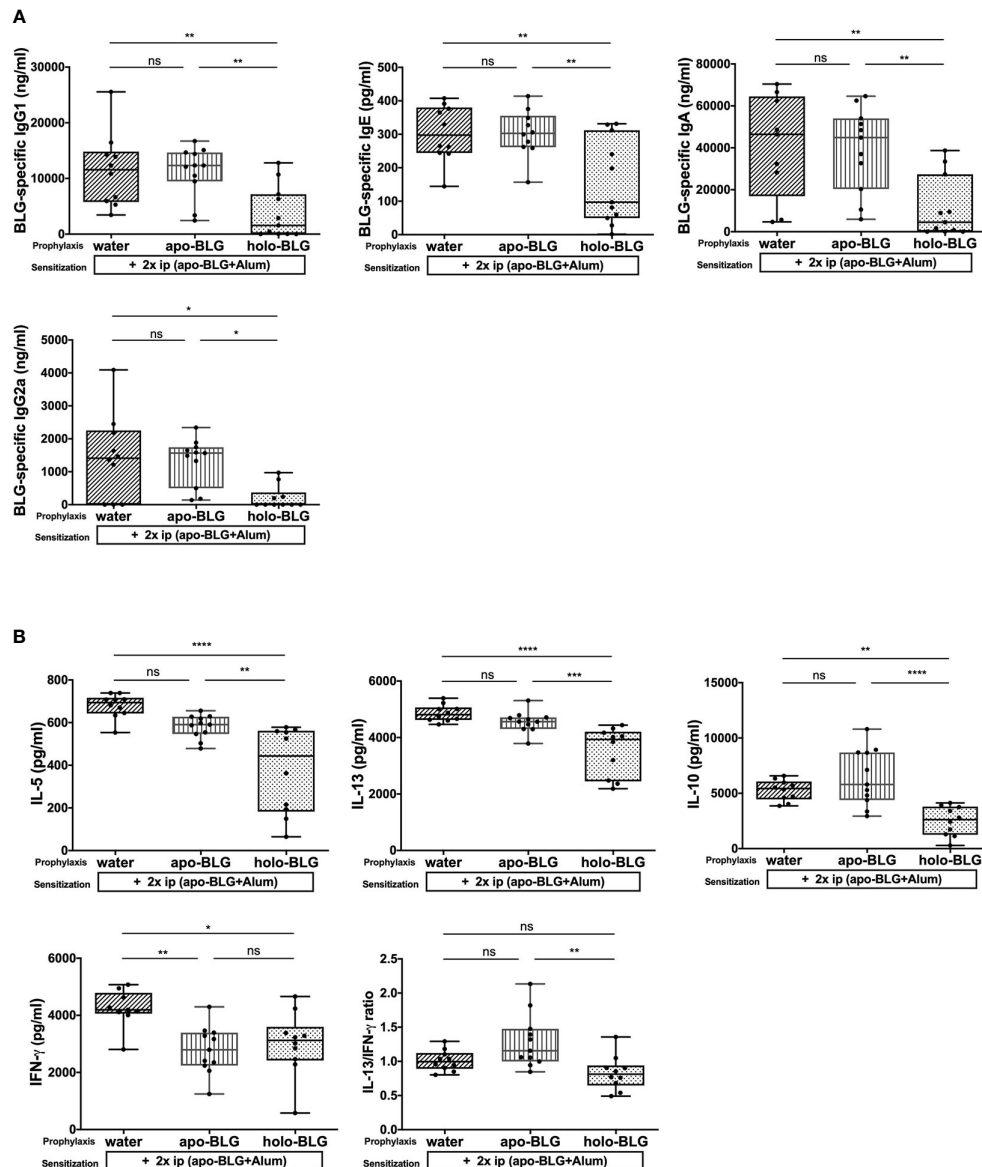 A
**
ns **
30000
20000
10000
0
BLG-specific IgG1 (ng/ml)
Prophylaxis water apo-BLG holo-BLG
Sensitization + 2x ip (apo-BLG+Alum)
**
ns **
500
400
300
200
100
0
BLG-specific IgE (pg/ml)
Prophylaxis water apo-BLG holo-BLG
Sensitization + 2x ip (apo-BLG+Alum)
**
ns **
80000
60000
40000
20000
0
BLG-specific IgA (ng/ml)
Prophylaxis water apo-BLG holo-BLG
Sensitization + 2x ip (apo-BLG+Alum)
*
ns *
5000
4000
3000
2000
1000
0
BLG-specific IgG2a (ng/ml)
Prophylaxis water apo-BLG holo-BLG
Sensitization + 2x ip (apo-BLG+Alum)
B
****
ns **
800
600
400
200
0
IL-5 (pg/ml)
Prophylaxis water apo-BLG holo-BLG
Sensitization + 2x ip (apo-BLG+Alum)
****
ns ***
6000
4000
2000
0
IL-13 (pg/ml)
Prophylaxis water apo-BLG holo-BLG
Sensitization + 2x ip (apo-BLG+Alum)
**
ns ****
15000
10000
5000
0
IL-10 (pg/ml)
Prophylaxis water apo-BLG holo-BLG
Sensitization + 2x ip (apo-BLG+Alum)
*
** ns
6000
4000
2000
0
IFN-γ (pg/ml)
Prophylaxis water apo-BLG holo-BLG
Sensitization + 2x ip (apo-BLG+Alum)
ns
ns **
2.5
2.0
1.5
1.0
0.5
0.0
IL-13/IFN-γ ratio
Prophylaxis water apo-BLG holo-BLG
Sensitization + 2x ip (apo-BLG+Alum)